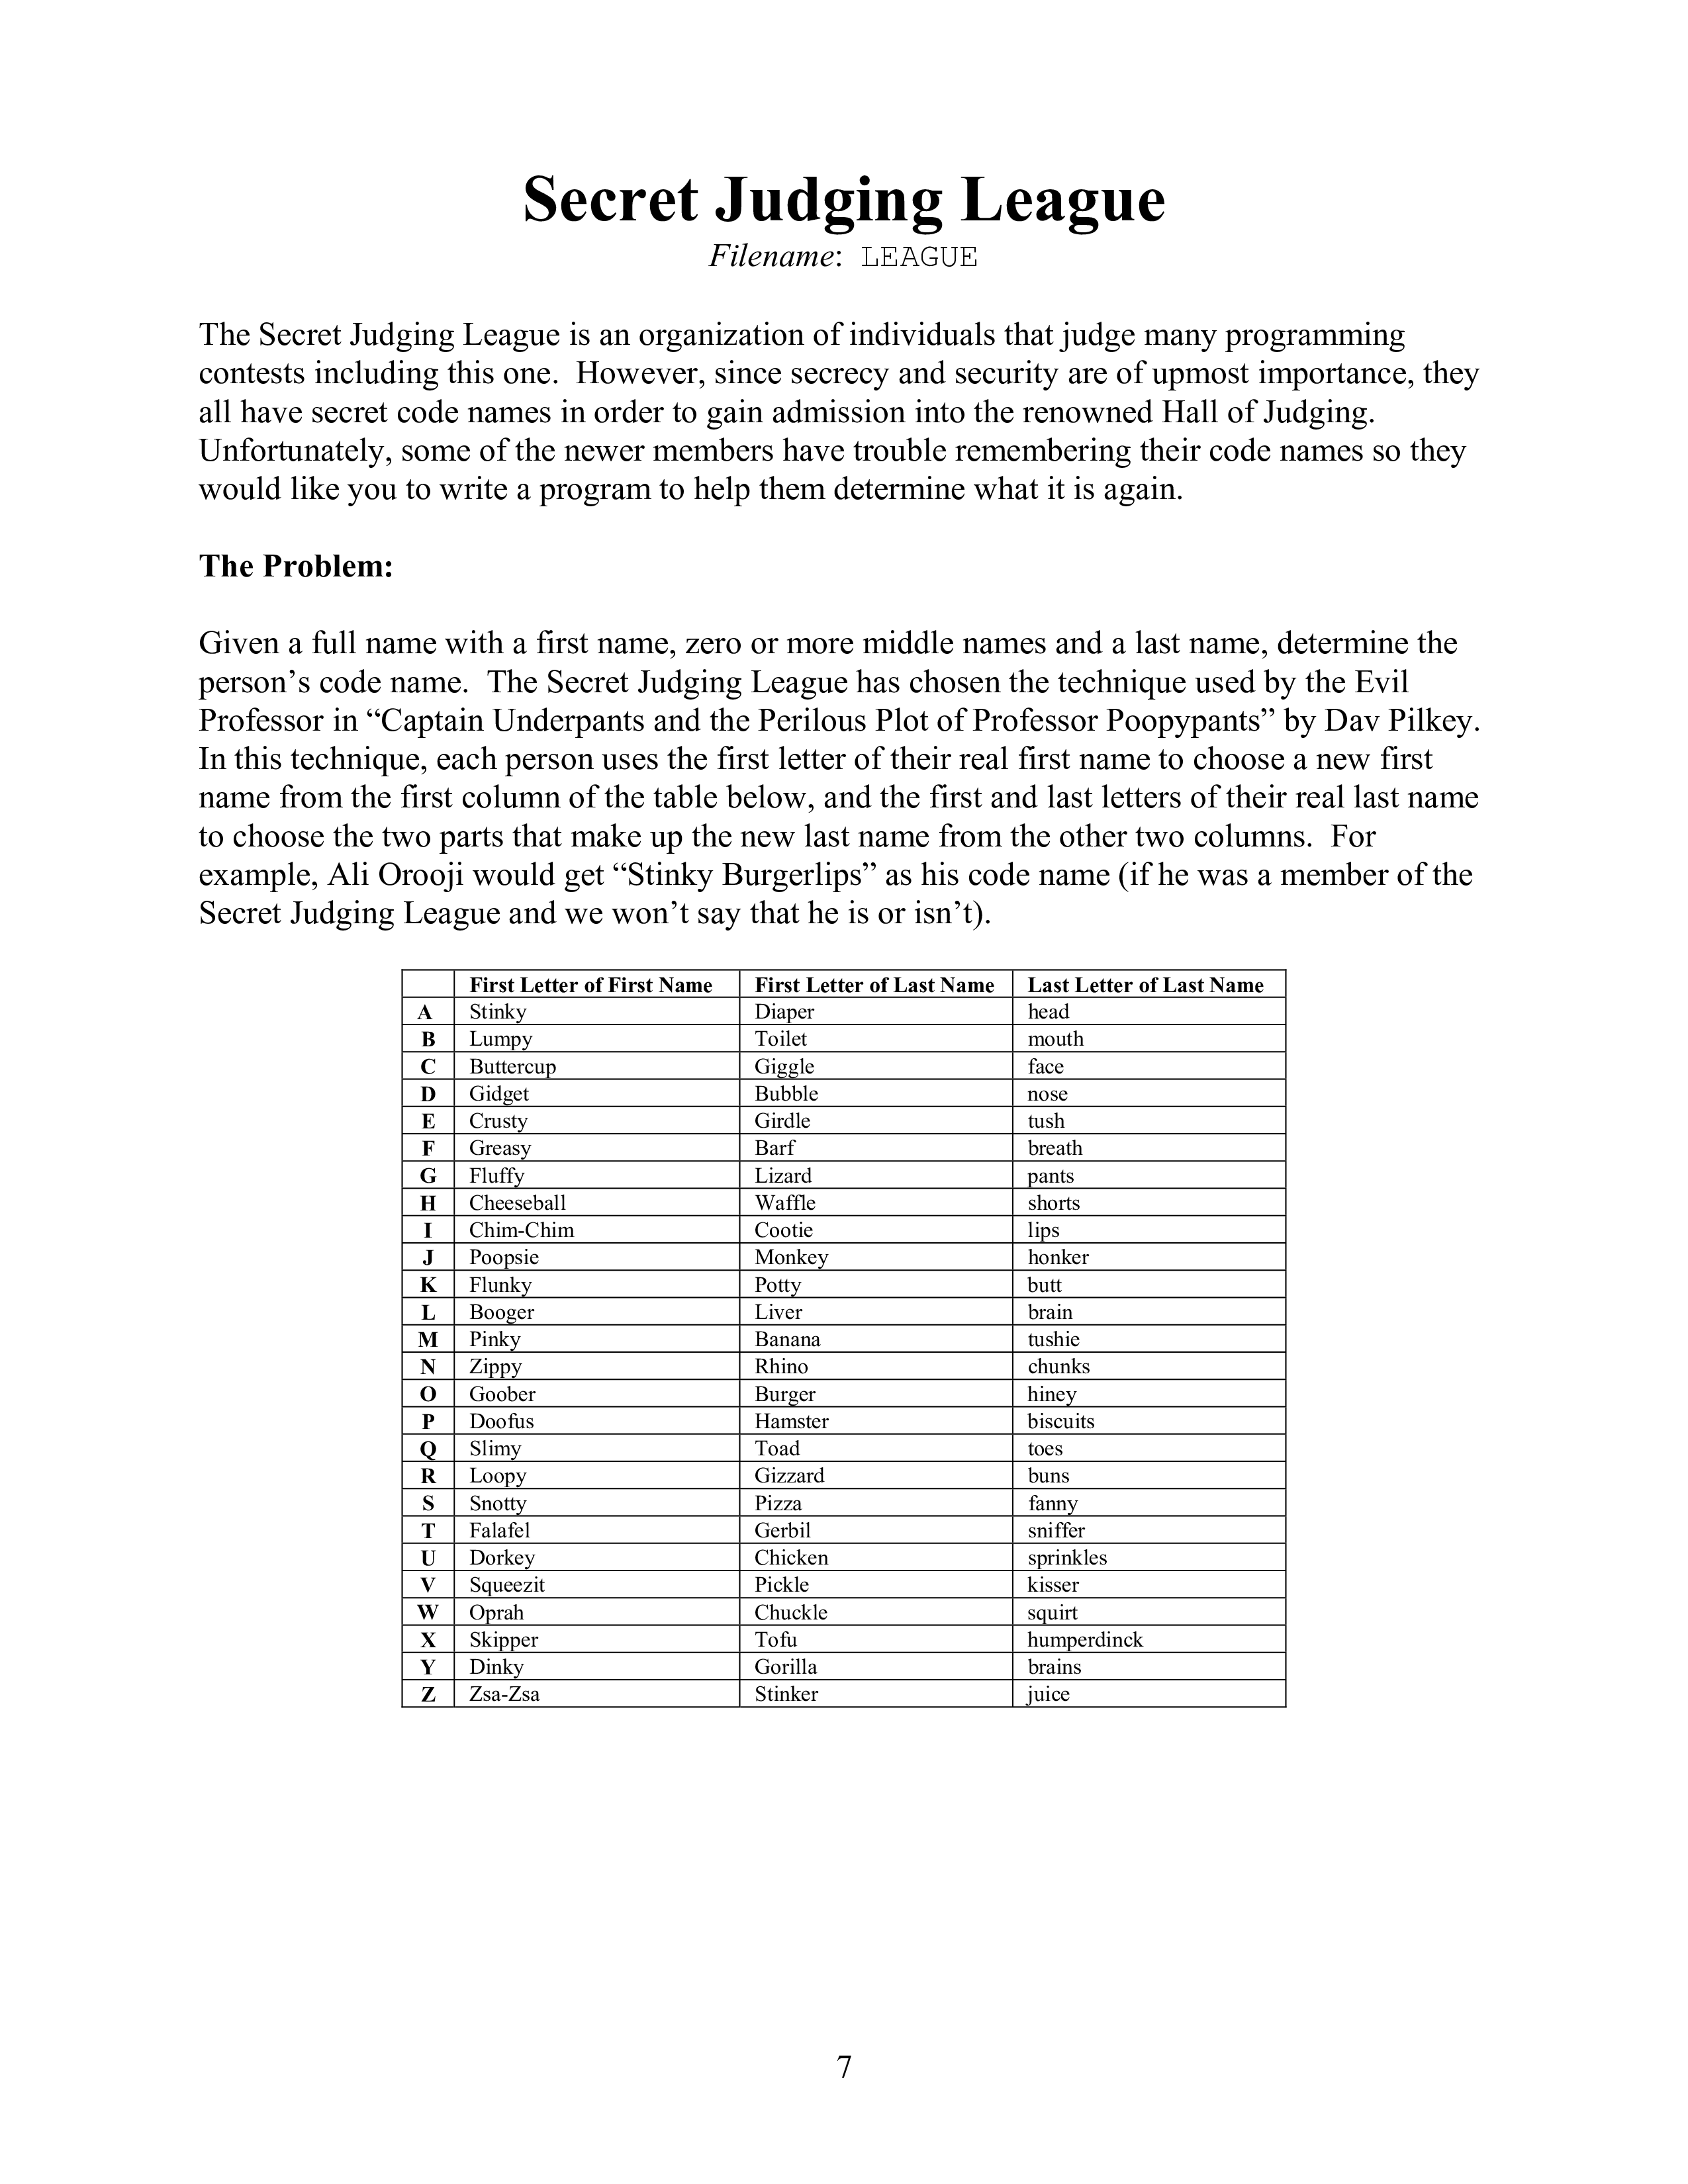 Secret Judging League
Filename: LEAGUE
The Secret Judging League is an organization of individuals that judge many programming
contests including this one.  However, since secrecy and security are of upmost importance, they
all have secret code names in order to gain admission into the renowned Hall of Judging.
Unfortunately, some of the newer members have trouble remembering their code names so they
would like you to write a program to help them determine what it is again.
The Problem:
Given a full name with a first name, zero or more middle names and a last name, determine the
person’s code name.  The Secret Judging League has chosen the technique used by the Evil
Professor in “Captain Underpants and the Perilous Plot of Professor Poopypants” by Dav Pilkey.
In this technique, each person uses the first letter of their real first name to choose a new first
name from the first column of the table below, and the first and last letters of their real last name
to choose the two parts that make up the new last name from the other two columns.  For
example, Ali Orooji would get “Stinky Burgerlips” as his code name (if he was a member of the
Secret Judging League and we won’t say that he is or isn’t).
First Letter of First Name First Letter of Last Name Last Letter of Last Name
A Stinky Diaper head
B Lumpy Toilet mouth
C Buttercup Giggle face
D Gidget Bubble nose
E Crusty Girdle tush
F Greasy Barf breath
G Fluffy Lizard pants
H Cheeseball Waffle shorts
I Chim-Chim Cootie lips
J Poopsie Monkey honker
K Flunky Potty butt
L Booger Liver brain
M Pinky Banana tushie
N Zippy Rhino chunks
O Goober Burger hiney
P Doofus Hamster biscuits
Q Slimy Toad toes
R Loopy Gizzard buns
S Snotty Pizza fanny
T Falafel Gerbil sniffer
U Dorkey Chicken sprinkles
V Squeezit Pickle kisser
W Oprah Chuckle squirt
X Skipper Tofu humperdinck
Y Dinky Gorilla brains
Z Zsa-Zsa Stinker juice
7